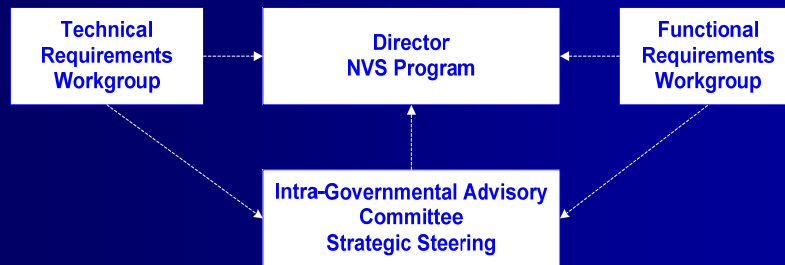 Technical
Requirements
Workgroup
Director
NVS Program
Functional
Requirements
Workgroup
Intra-Governmental Advisory
Committee
Strategic Steering